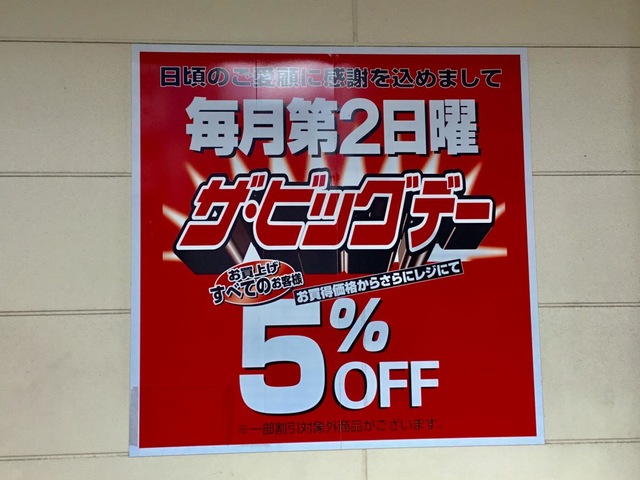 日頃のご愛顧に感謝を込めまして
毎月第2日曜
ザ・ビッグデー
お買上げ
すべてのお客様
お買得価格からさらにレジにて
5%
OFF
※一部割引対象外商品がございます。